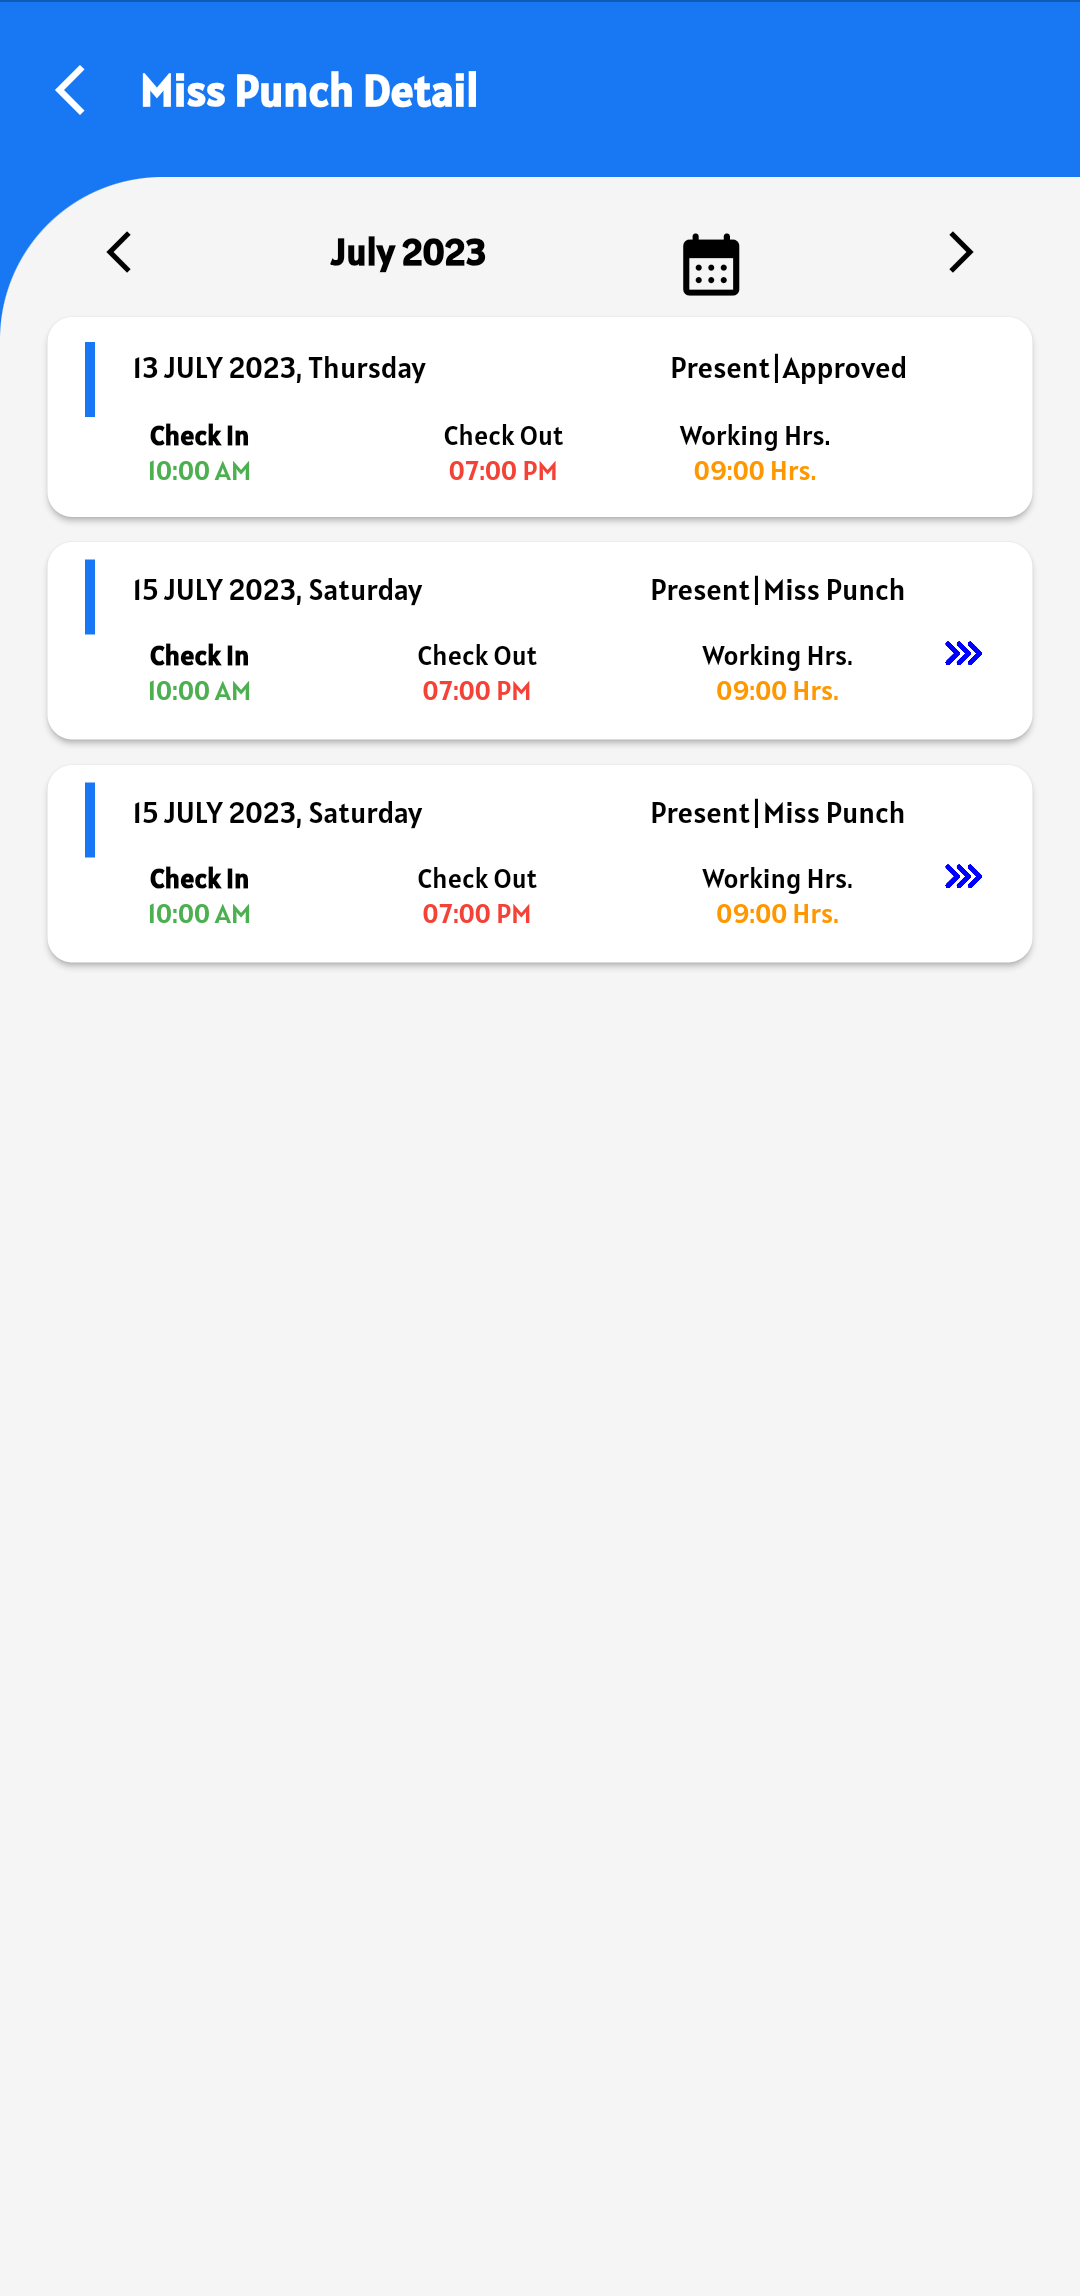 Miss Punch Detail
July 2023
13 JULY 2023, Thursday Present|Approved
Check In Check Out Working Hrs.
10:00 AM 07:00 PM 09:00 Hrs.
15 JULY 2023, Saturday Present|Miss Punch
Check In Check Out Working Hrs.
10:00 AM 07:00 PM 09:00 Hrs.
15 JULY 2023, Saturday Present|Miss Punch
Check In Check Out Working Hrs.
10:00 AM 07:00 PM 09:00 Hrs.